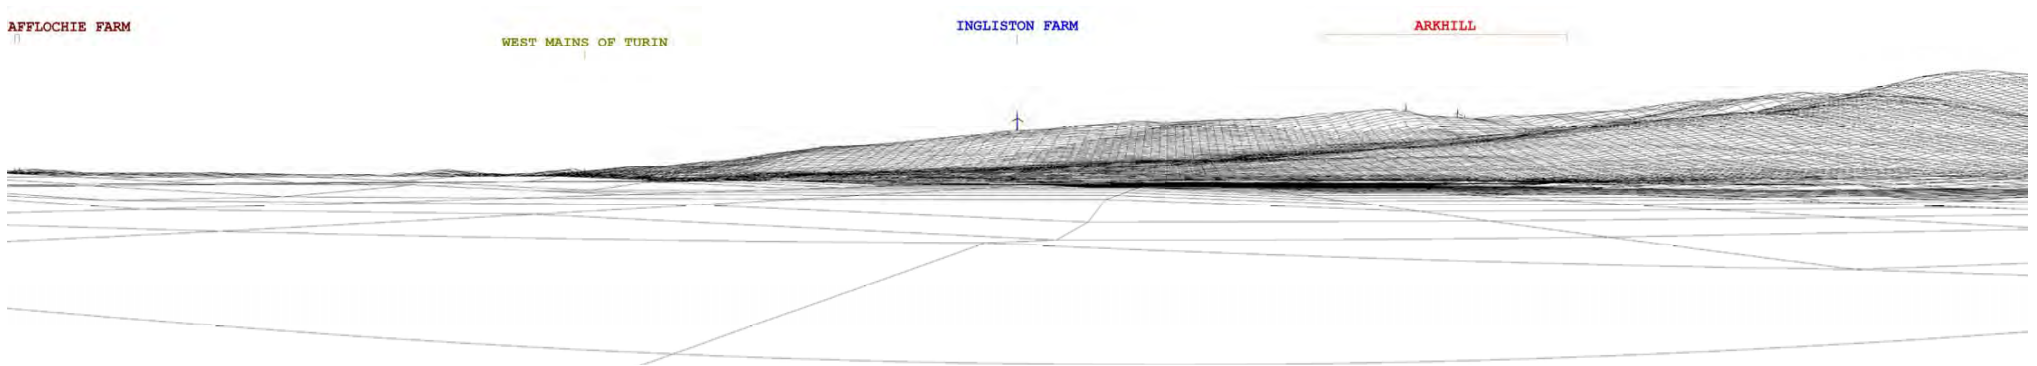 AFFLOCHIE FARM
WEST MAINS OF TURIN
INGLISTON FARM
ARKHILL